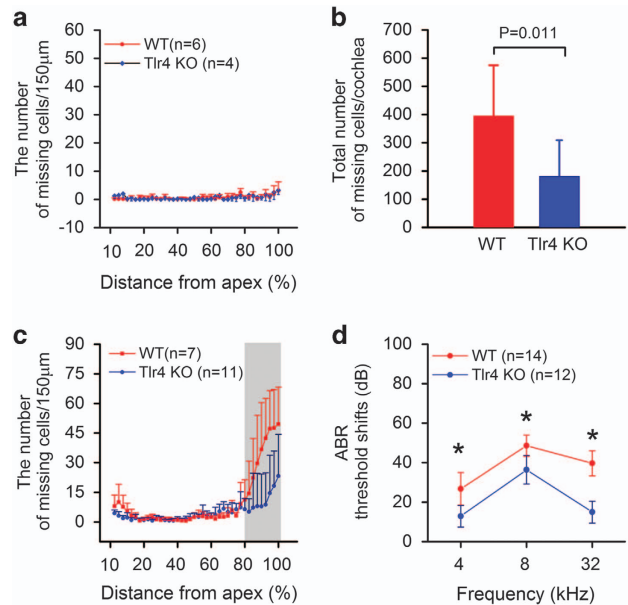 a
The number
of missing cells/150μm
60
50
40
30
20
10
0
-10
WT(n=6)
Tlr4 KO (n=4)
10 20 40 60 80 100
Distance from apex (%)
b
Total number
of missing cells/cochlea
700
600
500
400
300
200
100
0
P=0.011
WT Tlr4 KO
c
The number
of missing cells/150μm
90
75
60
45
30
15
0
WT(n=7)
Tlr4 KO (n=11)
10 20 40 60 80 100
Distance from apex (%)
d
ABR
threshold shifts (dB)
100
80
60
40
20
0
WT (n=14)
Tlr4 KO (n=12)
* * *
4 8 32
Frequency (kHz)